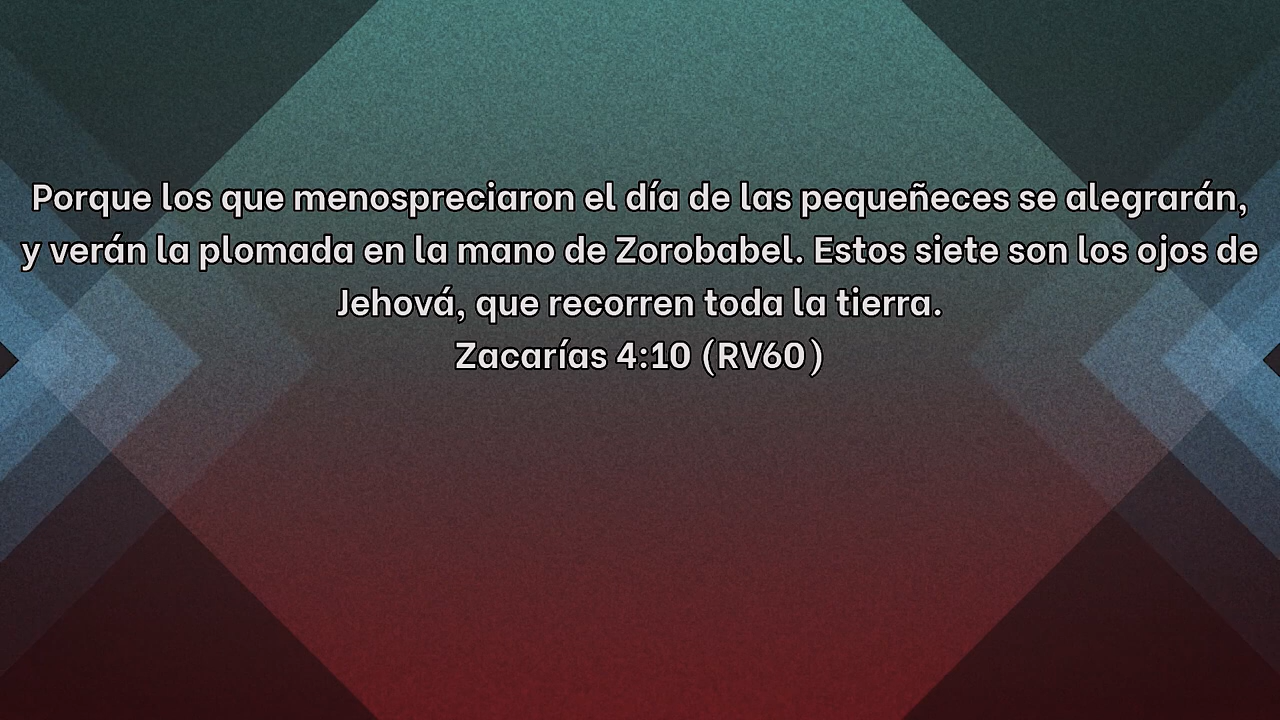 Porque los que menospreciaron el día de las pequeñeces se alegrarán,
y verán la plomada en la mano de Zorobabel. Estos siete son los ojos de
Jehová, que recorren toda la tierra.
Zacarías 4:10 (RV60)